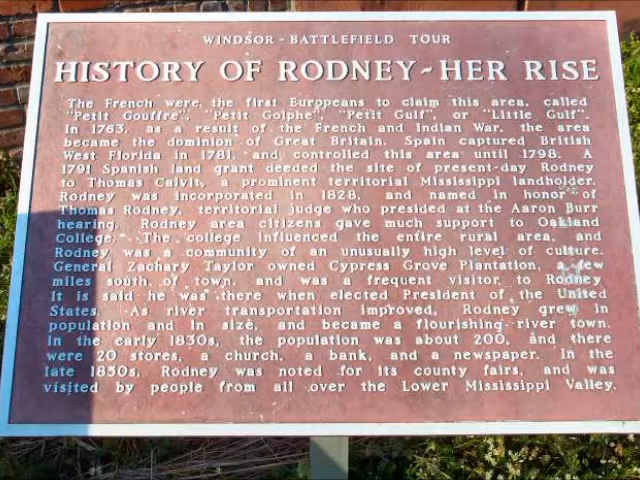 WINDSOR - BATTLEFIELD TOUR
HISTORY OF RODNEY - HER RISE
The French were the first Europeans to claim this area, called
"Petit Gouffre", "Petit Golphe", "Petit Gulf", or "Little Gulf".
In 1763, as a result of the French and Indian War, the area
became the dominion of Great Britain. Spain captured British
West Florida in 1781, and controlled this area until 1798. A
1791 Spanish land grant deeded the site of present-day Rodney
to Thomas Calvit, a prominent territorial Mississippi landholder.
Rodney was incorporated in 1828, and named in honor of
Thomas Rodney, territorial judge who presided at the Aaron Burr
hearing. Rodney area citizens gave much support to Oakland
College. The college influenced the entire rural area, and
Rodney was a community of an unusually high level of culture.
General Zachary Taylor owned Cypress Grove Plantation, a few
miles south of town, and was a frequent visitor to Rodney.
It is said he was there when elected President of the United
States. As river transportation improved, Rodney grew in
population and in size, and became a flourishing river town.
In the early 1830s, the population was about 200, and there
were 20 stores, a church, a bank, and a newspaper. In the
late 1850s, Rodney was noted for its county fairs, and was
visited by people from all over the Lower Mississippi Valley.